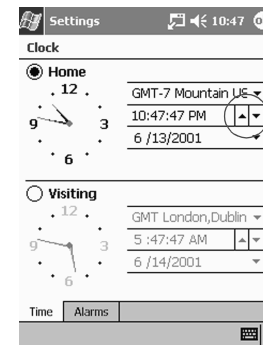 Settings 10:47
Clock
Home
12
9 3
6
GMT-7 Mountain US
10:47:47 PM
6 /13/2001
Visiting
12
9 3
6
GMT London,Dublin
5 :47:47 AM
6 /14/2001
Time Alarms